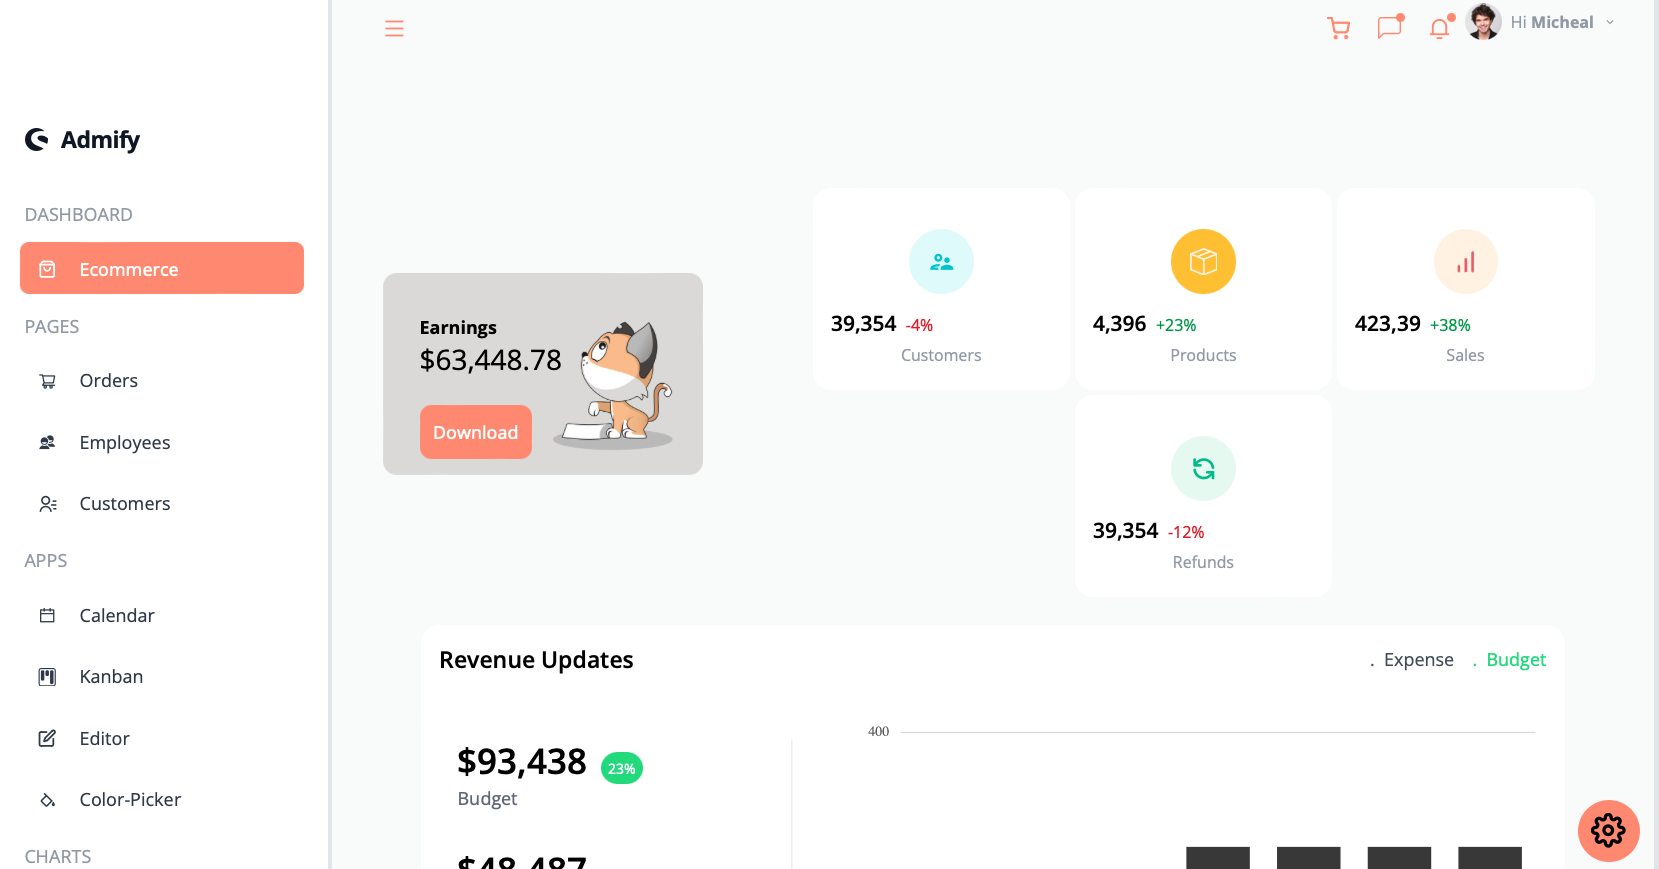 Hi Micheal
Admify
DASHBOARD
Ecommerce
PAGES
Orders
Employees
Customers
APPS
Calendar
Kanban
Editor
Color-Picker
CHARTS
Earnings
$63,448.78
Download
39,354 -4%
Customers
4,396 +23%
Products
423,39 +38%
Sales
39,354 -12%
Refunds
Revenue Updates
. Expense . Budget
$93,438 23%
Budget
$48,487
400